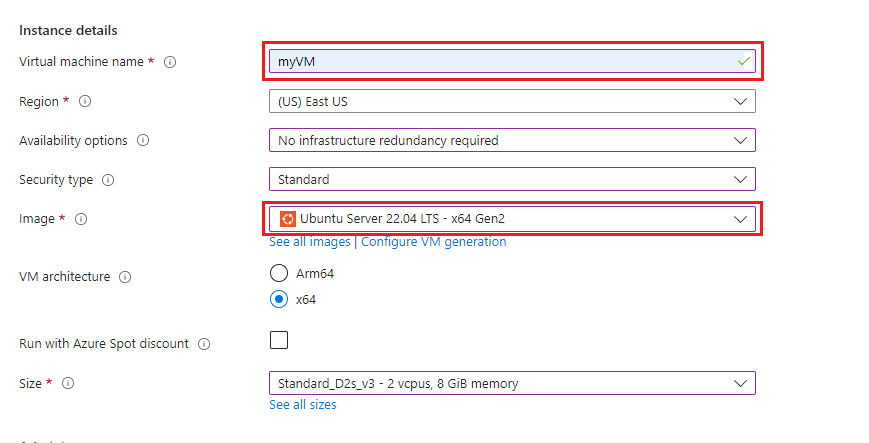 Instance details
Virtual machine name * myVM
Region * (US) East US
Availability options No infrastructure redundancy required
Security type Standard
Image * Ubuntu Server 22.04 LTS - x64 Gen2
See all images | Configure VM generation
VM architecture Arm64
x64
Run with Azure Spot discount
Size * Standard_D2s_v3 - 2 vcpus, 8 GiB memory
See all sizes